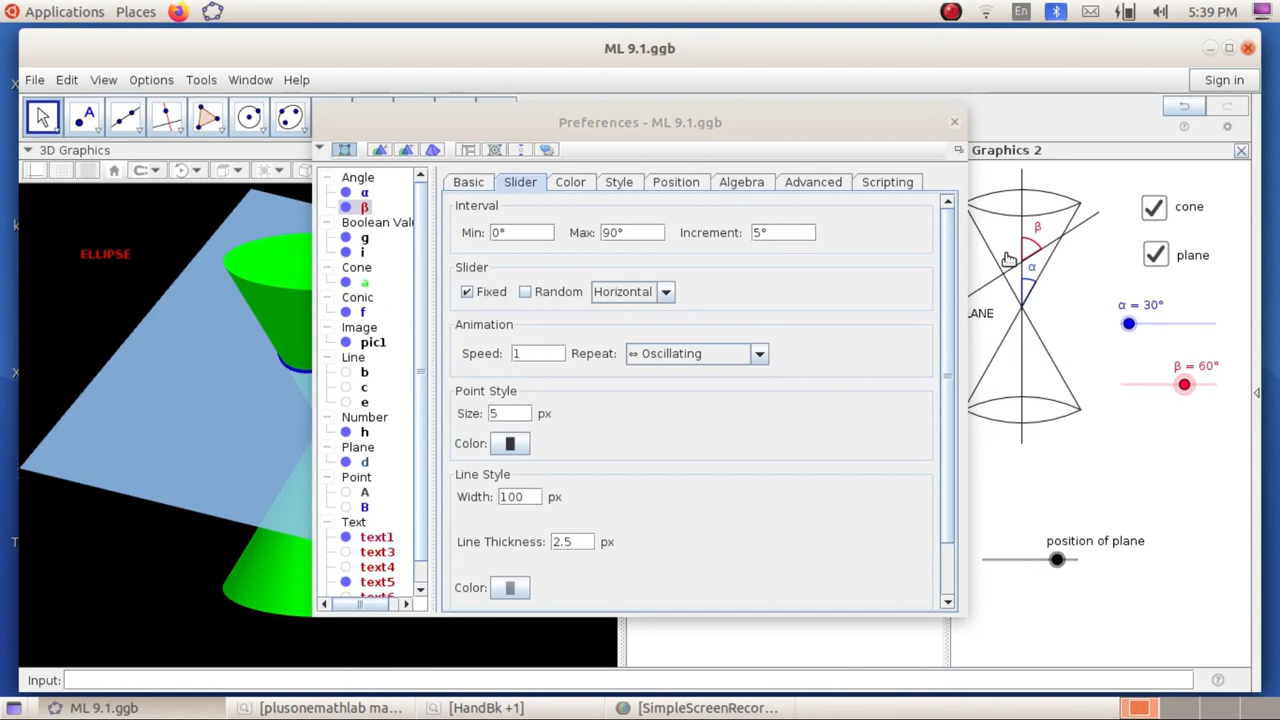 Applications Places En 5:39 PM
ML 9.1.ggb
File Edit View Options Tools Window Help Sign in
A
Preferences - ML 9.1.ggb
3D Graphics
Graphics 2
Basic Slider Color Style Position Algebra Advanced Scripting
Angle
α
β
Boolean Valu
g
i
Cone
a
Conic
f
Image
pic1
Line
b
c
e
Number
h
Plane
d
Point
A
B
Text
text1
text3
text4
text5
Interval
Min: 0° Max: 90° Increment: 5°
Slider
Fixed Random Horizontal
Animation
Speed: 1 Repeat: ⇔ Oscillating
Point Style
Size: 5 px
Color:
Line Style
Width: 100 px
Line Thickness: 2.5 px
Color:
ELLIPSE
β
α
LANE
cone
plane
α = 30°
β = 60°
position of plane
Input:
ML 9.1.ggb [plusonemathlab ma... [HandBk +1] [SimpleScreenRecor...